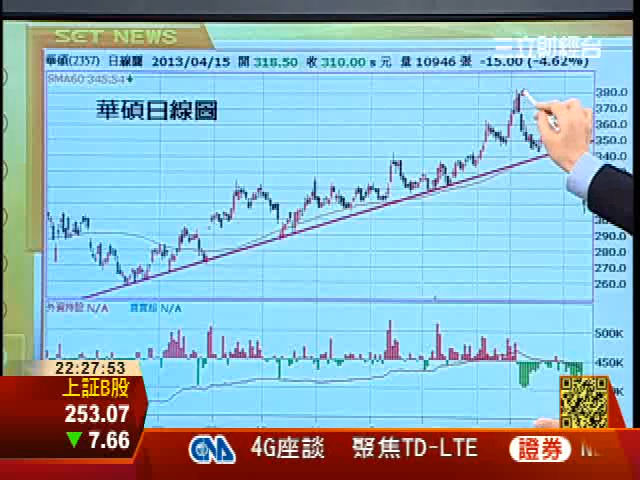 SET NEWS
三立財經台
華碩(2357) 日線圖 2013/04/15 開 318.50 收 310.00 s 元 量 10946 張 -15.00 (-4.62%)
SMA60 348.54
華碩日線圖
380.0
370.0
360.0
350.0
340.0
290.0
280.0
270.0
260.0
外資持股 N/A 買賣超 N/A
500K
450K
22:27:53
上証B股
253.07
▼ 7.66
CNA 4G座談 聚焦TD-LTE 證券